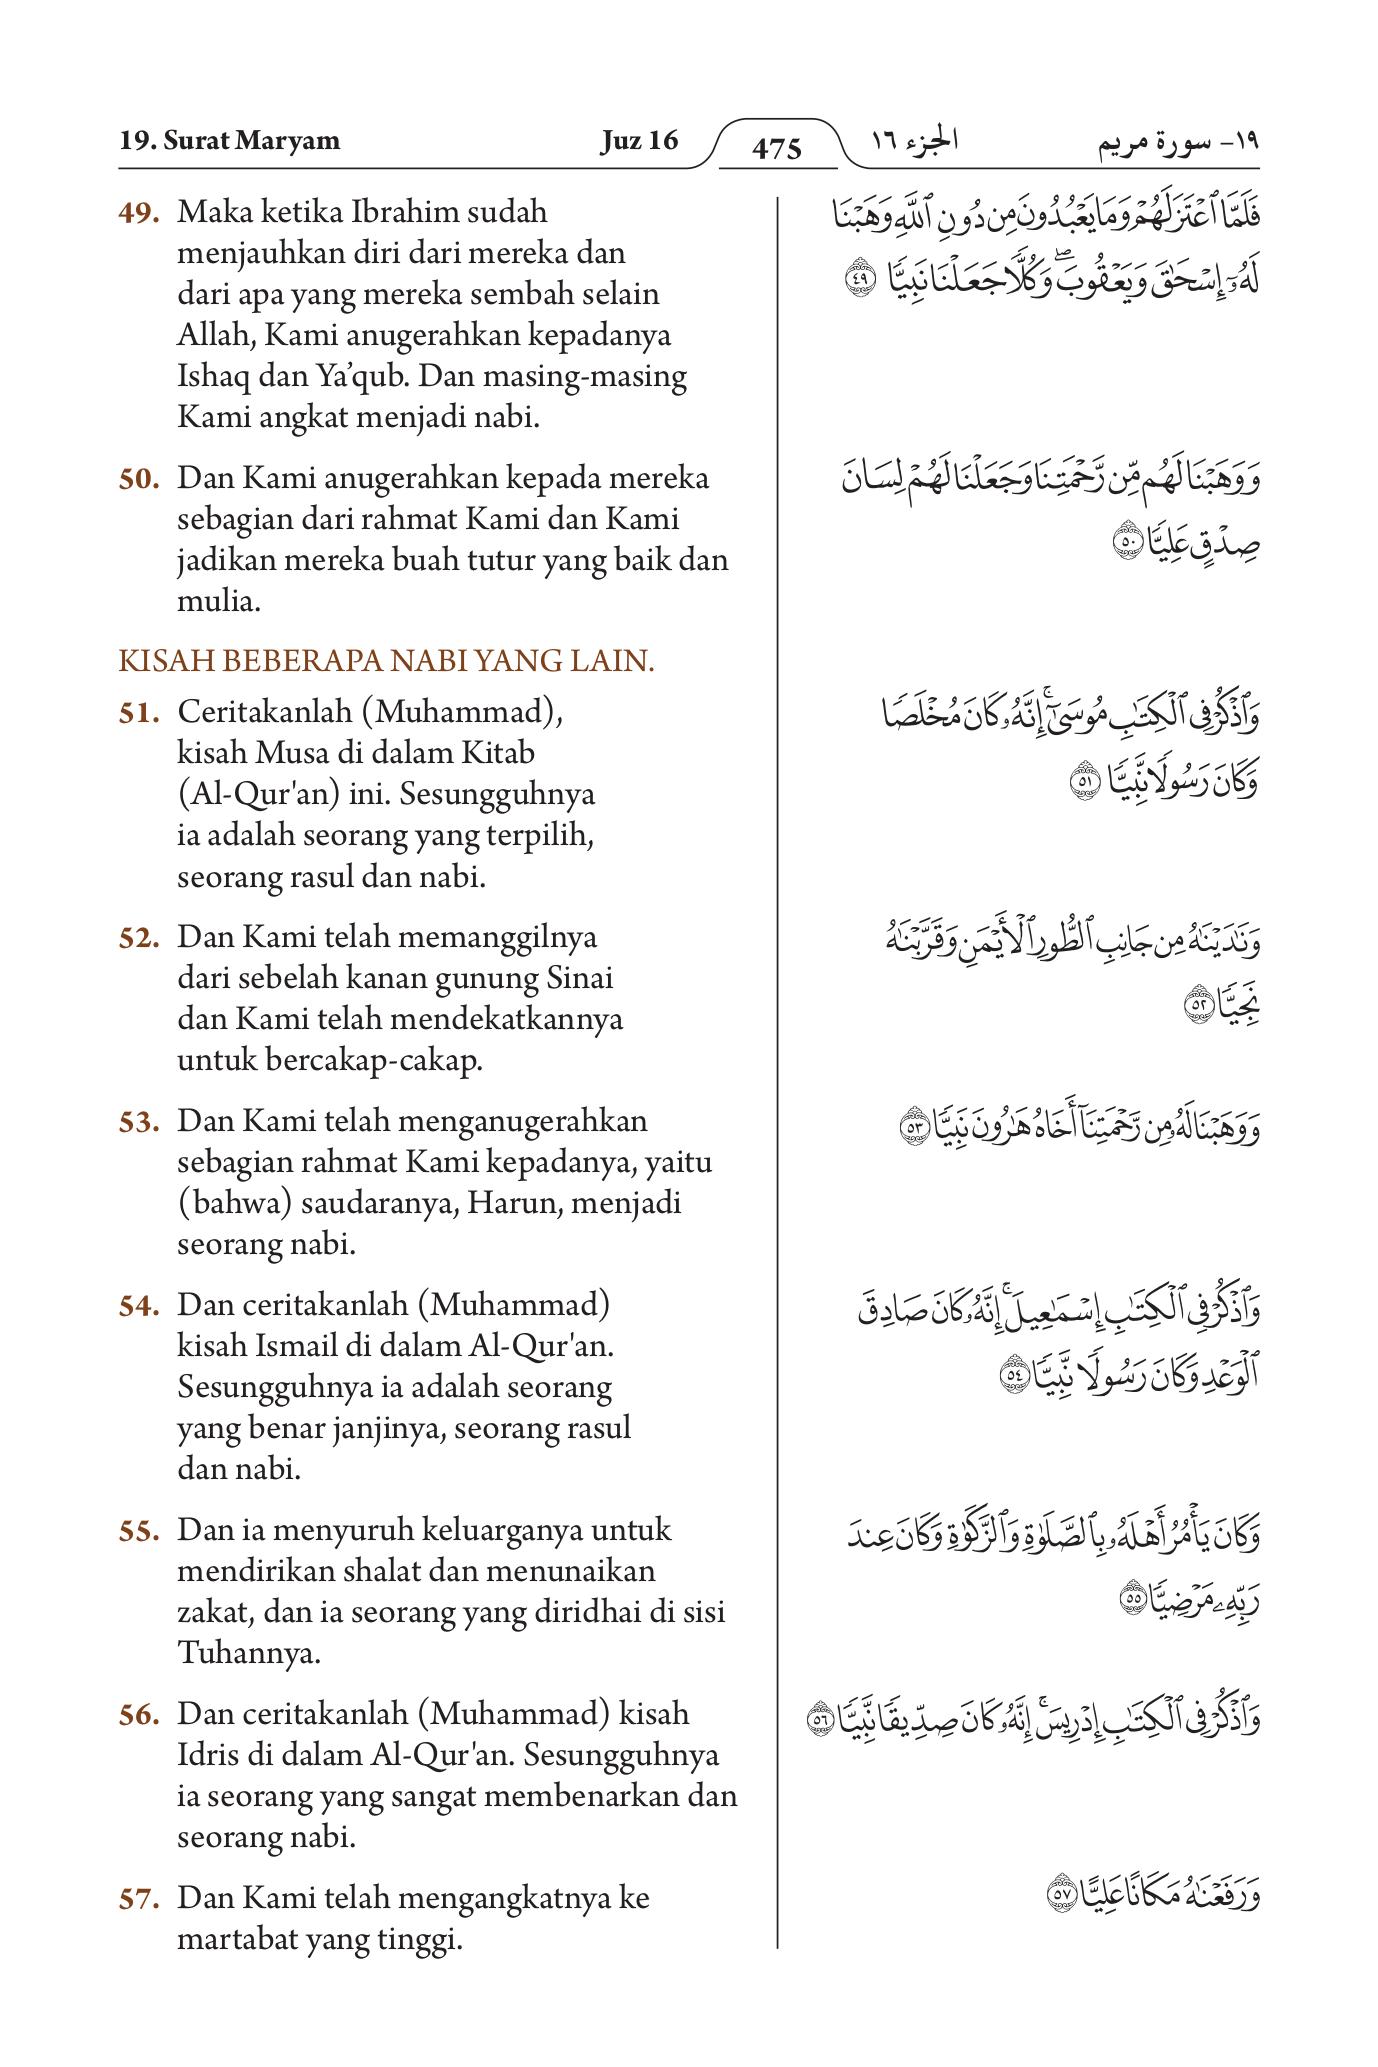 19. Surat Maryam
Juz 16
475
الجزء ١٦
١٩- سورة مريم
49. Maka ketika Ibrahim sudah
menjauhkan diri dari mereka dan
dari apa yang mereka sembah selain
Allah, Kami anugerahkan kepadanya
Ishaq dan Ya’qub. Dan masing-masing
Kami angkat menjadi nabi.
50. Dan Kami anugerahkan kepada mereka
sebagian dari rahmat Kami dan Kami
jadikan mereka buah tutur yang baik dan
mulia.
KISAH BEBERAPA NABI YANG LAIN.
51. Ceritakanlah (Muhammad),
kisah Musa di dalam Kitab
(Al-Qur'an) ini. Sesungguhnya
ia adalah seorang yang terpilih,
seorang rasul dan nabi.
52. Dan Kami telah memanggilnya
dari sebelah kanan gunung Sinai
dan Kami telah mendekatkannya
untuk bercakap-cakap.
53. Dan Kami telah menganugerahkan
sebagian rahmat Kami kepadanya, yaitu
(bahwa) saudaranya, Harun, menjadi
seorang nabi.
54. Dan ceritakanlah (Muhammad)
kisah Ismail di dalam Al-Qur'an.
Sesungguhnya ia adalah seorang
yang benar janjinya, seorang rasul
dan nabi.
55. Dan ia menyuruh keluarganya untuk
mendirikan shalat dan menunaikan
zakat, dan ia seorang yang diridhai di sisi
Tuhannya.
56. Dan ceritakanlah (Muhammad) kisah
Idris di dalam Al-Qur'an. Sesungguhnya
ia seorang yang sangat membenarkan dan
seorang nabi.
57. Dan Kami telah mengangkatnya ke
martabat yang tinggi.
فَلَمَّا ٱعْتَزَلَهُمْ وَمَا يَعْبُدُونَ مِن دُونِ ٱللَّهِ وَهَبْنَا
لَهُۥٓ إِسْحَٰقَ وَيَعْقُوبَ ۖ وَكُلًّا جَعَلْنَا نَبِيًّا ٤٩
وَوَهَبْنَا لَهُم مِّن رَّحْمَتِنَا وَجَعَلْنَا لَهُمْ لِسَانَ
صِدْقٍ عَلِيًّا ٥٠
وَٱذْكُرْ فِى ٱلْكِتَٰبِ مُوسَىٰٓ ۚ إِنَّهُۥ كَانَ مُخْلَصًا
وَكَانَ رَسُولًا نَّبِيًّا ٥١
وَنَٰدَيْنَٰهُ مِن جَانِبِ ٱلطُّورِ ٱلْأَيْمَنِ وَقَرَّبْنَٰهُ
نَجِيًّا ٥٢
وَوَهَبْنَا لَهُۥ مِن رَّحْمَتِنَآ أَخَاهُ هَٰرُونَ نَبِيًّا ٥٣
وَٱذْكُرْ فِى ٱلْكِتَٰبِ إِسْمَٰعِيلَ ۚ إِنَّهُۥ كَانَ صَادِقَ
ٱلْوَعْدِ وَكَانَ رَسُولًا نَّبِيًّا ٥٤
وَكَانَ يَأْمُرُ أَهْلَهُۥ بِٱلصَّلَوٰةِ وَٱلزَّكَوٰةِ وَكَانَ عِندَ
رَبِّهِۦ مَرْضِيًّا ٥٥
وَٱذْكُرْ فِى ٱلْكِتَٰبِ إِدْرِيسَ ۚ إِنَّهُۥ كَانَ صِدِّيقًا نَّبِيًّا ٥٦
وَرَفَعْنَٰهُ مَكَانًا عَلِيًّا ٥٧